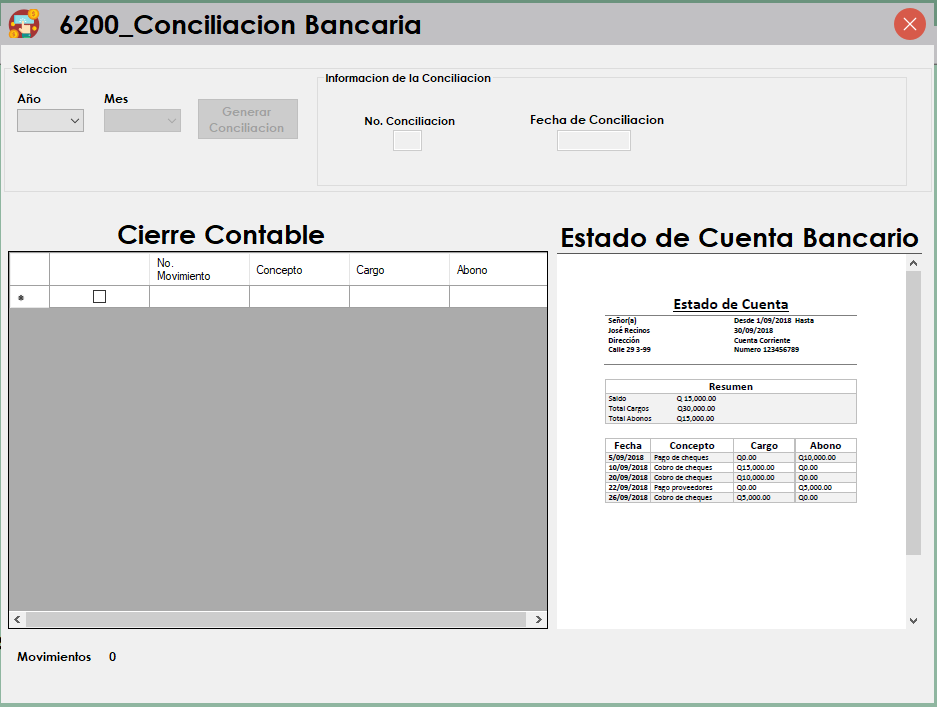 6200_Conciliacion Bancaria
Seleccion
Año
Mes
Generar
Conciliacion
Informacion de la Conciliacion
No. Conciliacion
Fecha de Conciliacion
Cierre Contable
No.
Movimiento
Concepto
Cargo
Abono
Movimientos 0
Estado de Cuenta Bancario
Estado de Cuenta
Señor(a) Desde 1/09/2018 Hasta
José Recinos 30/09/2018
Dirección Cuenta Corriente
Calle 29 3-99 Numero 123456789
Resumen
Saldo Q 15,000.00
Total Cargos Q30,000.00
Total Abonos Q15,000.00
Fecha Concepto Cargo Abono
5/09/2018 Pago de cheques Q0.00 Q10,000.00
10/09/2018 Cobro de cheques Q15,000.00 Q0.00
20/09/2018 Cobro de cheques Q10,000.00 Q0.00
22/09/2018 Pago proveedores Q0.00 Q5,000.00
26/09/2018 Cobro de cheques Q5,000.00 Q0.00